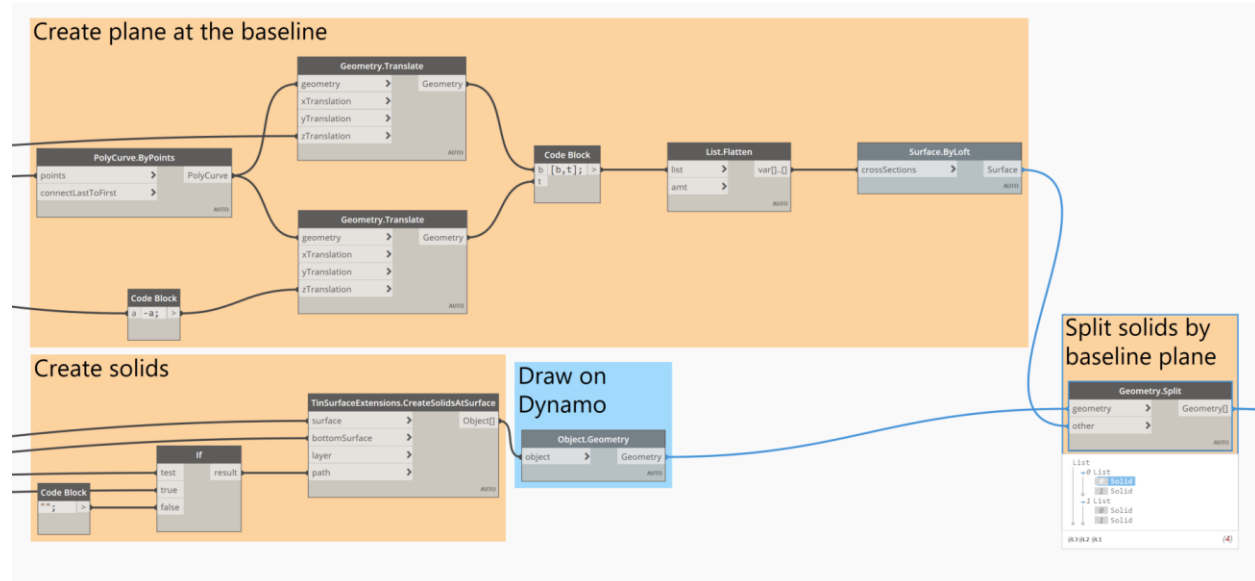 Create plane at the baseline
Geometry.Translate
geometry > Geometry
xTranslation >
yTranslation >
zTranslation >
AUTO
PolyCurve.ByPoints
points > PolyCurve
connectLastToFirst >
AUTO
Geometry.Translate
geometry > Geometry
xTranslation >
yTranslation >
zTranslation >
AUTO
Code Block
a -a; >
Code Block
b [b,t]; >
t
List.Flatten
list > var[]..[]
amt >
AUTO
Surface.ByLoft
crossSections > Surface
AUTO
Create solids
TinSurfaceExtensions.CreateSolidsAtSurface
surface > Object[]
bottomSurface >
layer >
path >
AUTO
If
test result
true
false
AUTO
Code Block
""; >
Draw on
Dynamo
Object.Geometry
object > Geometry
AUTO
Split solids by
baseline plane
Geometry.Split
geometry > Geometry[]
other >
AUTO
List
0 List
0 Solid
1 Solid
1 List
0 Solid
1 Solid
@L3 @L2 @L1 {4}